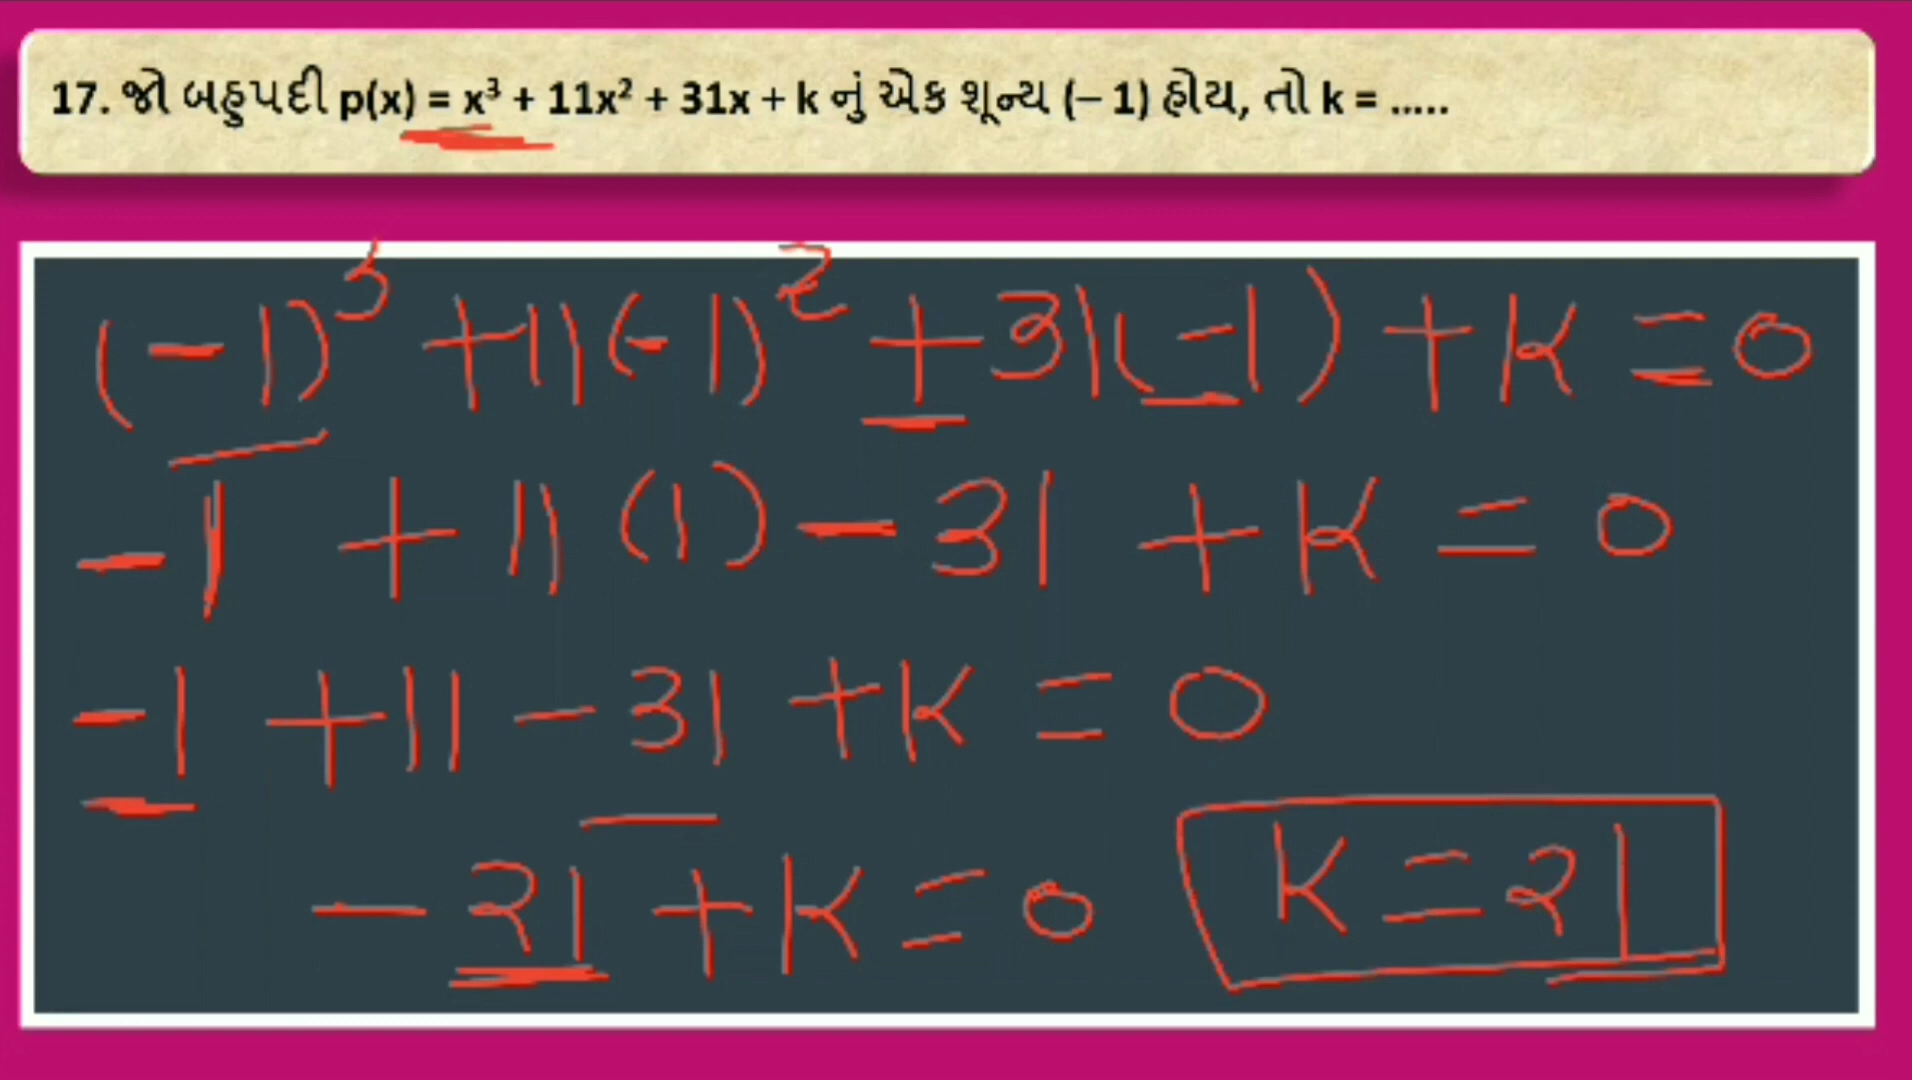 17. જો બહુપદી p(x) = x³ + 11x² + 31x + k નું એક શૂન્ય (– 1) હોય, તો k = .....
(-1)³ +11(-1)² +31(-1) +K =0
-1 + 11(1) - 31 + K = 0
-1 +11 - 31 +K = 0
- 21 + K = 0
K = 21